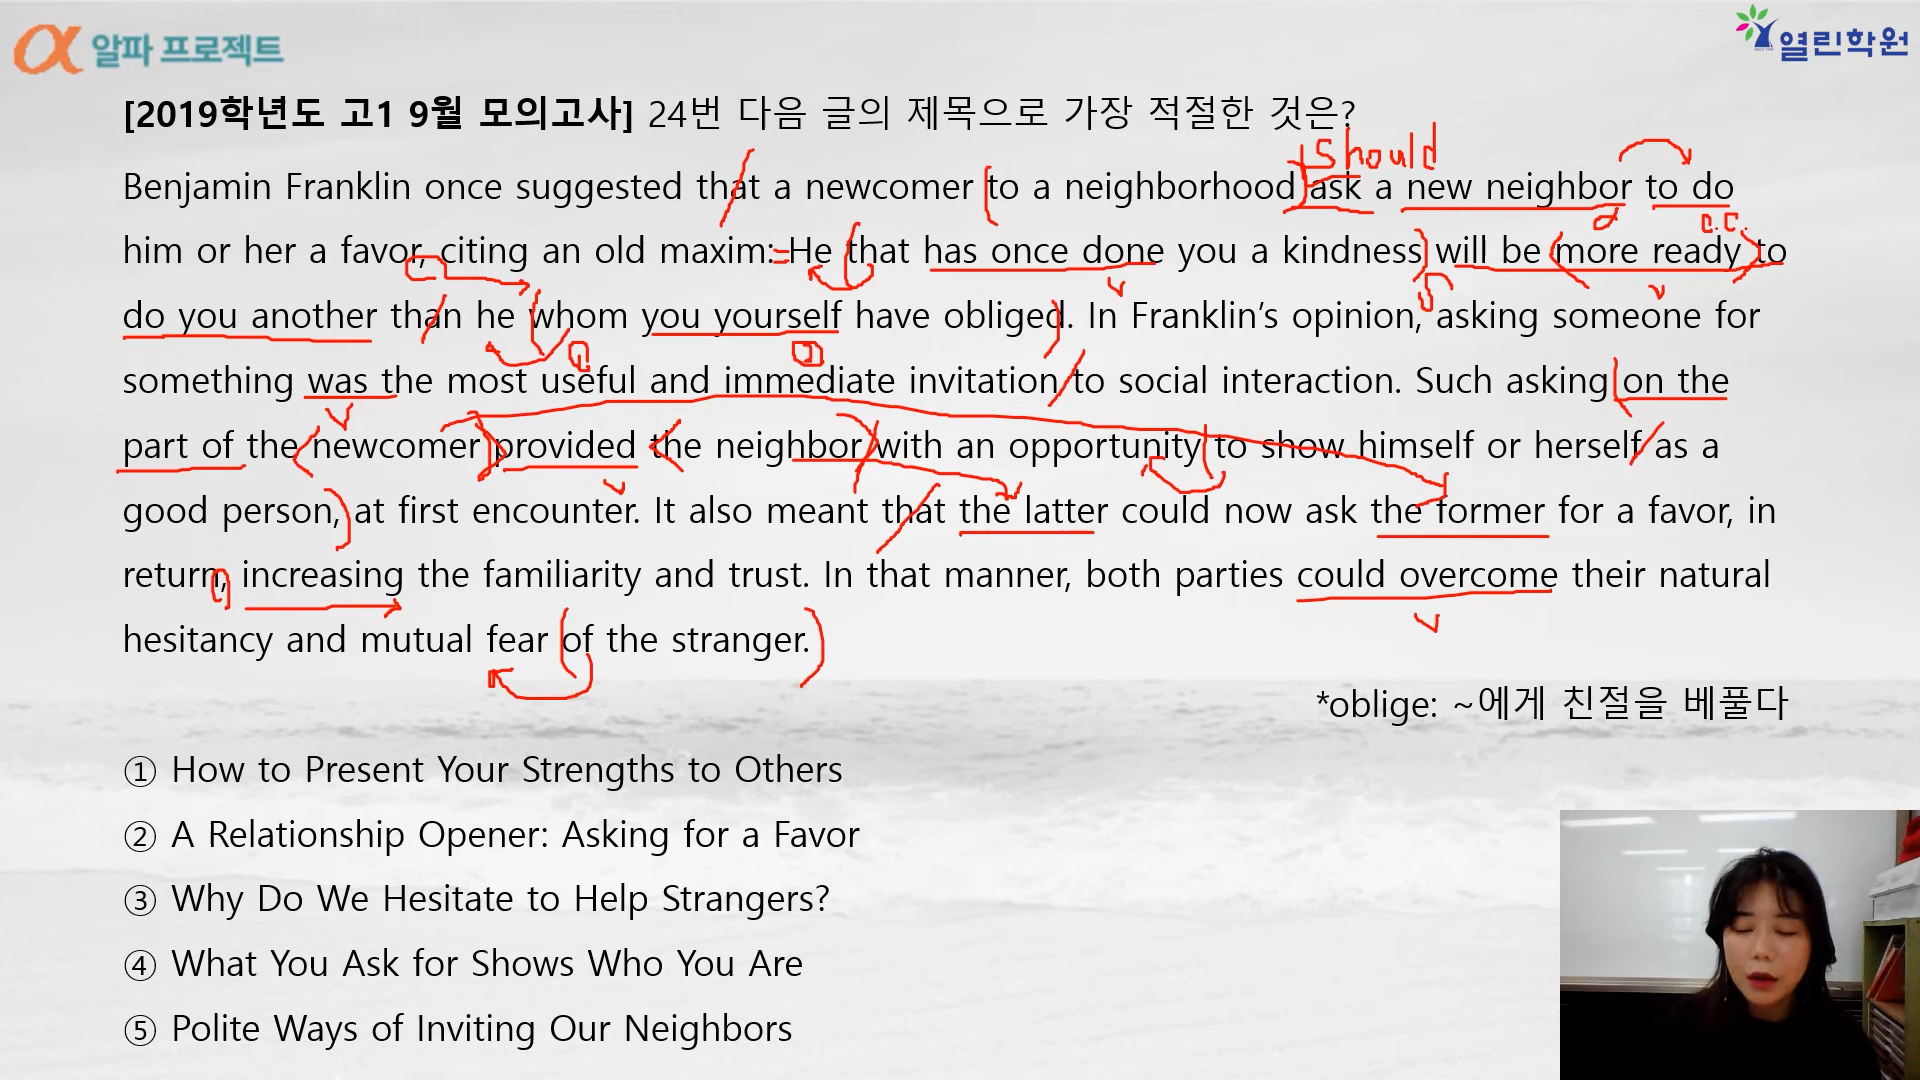 α 알파 프로젝트
열린학원
[2019학년도 고1 9월 모의고사] 24번 다음 글의 제목으로 가장 적절한 것은?
should
Benjamin Franklin once suggested that a newcomer to a neighborhood ask a new neighbor to do
o.c.
him or her a favor, citing an old maxim: He that has once done you a kindness will be more ready to
do you another than he whom you yourself have obliged. In Franklin's opinion, asking someone for
something was the most useful and immediate invitation to social interaction. Such asking on the
part of the newcomer provided the neighbor with an opportunity to show himself or herself as a
good person, at first encounter. It also meant that the latter could now ask the former for a favor, in
return, increasing the familiarity and trust. In that manner, both parties could overcome their natural
hesitancy and mutual fear of the stranger.
*oblige: ~에게 친절을 베풀다
① How to Present Your Strengths to Others
② A Relationship Opener: Asking for a Favor
③ Why Do We Hesitate to Help Strangers?
④ What You Ask for Shows Who You Are
⑤ Polite Ways of Inviting Our Neighbors